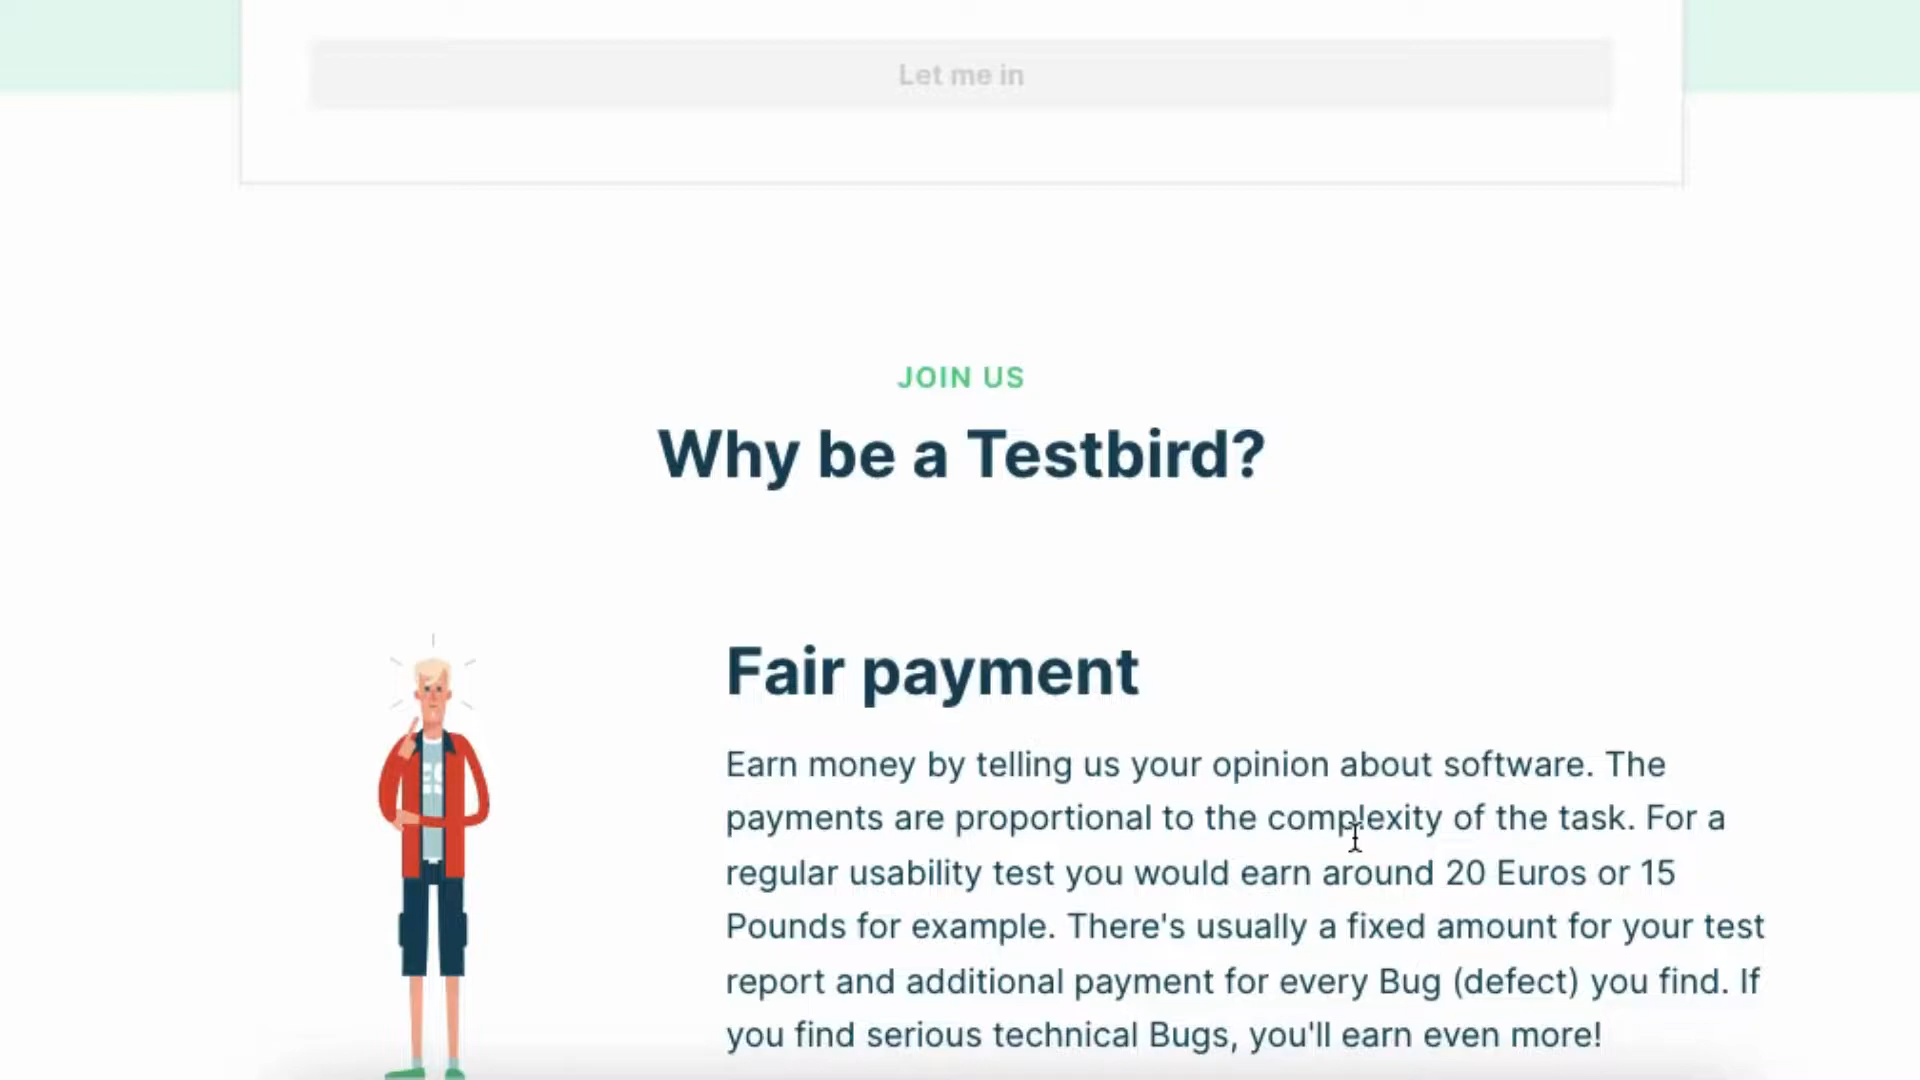 Let me in
JOIN US
Why be a Testbird?
Fair payment
Earn money by telling us your opinion about software. The
payments are proportional to the complexity of the task. For a
regular usability test you would earn around 20 Euros or 15
Pounds for example. There's usually a fixed amount for your test
report and additional payment for every Bug (defect) you find. If
you find serious technical Bugs, you'll earn even more!